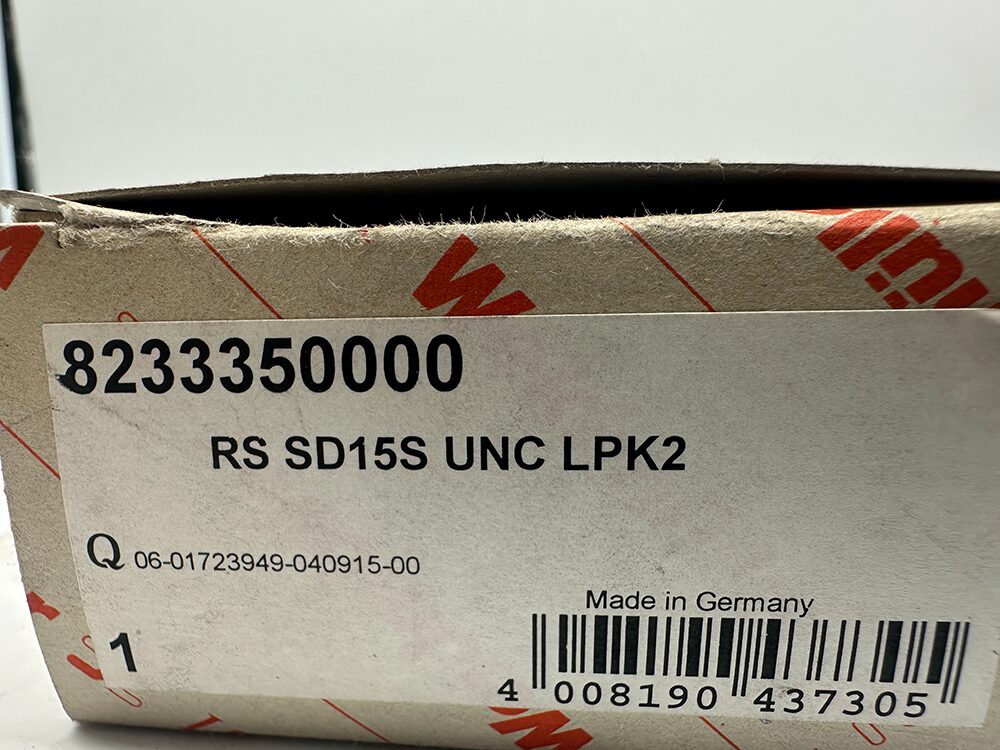 8233350000
RS SD15S UNC LPK2
Q 06-01723949-040915-00
Made in Germany
1
4 008190 437305